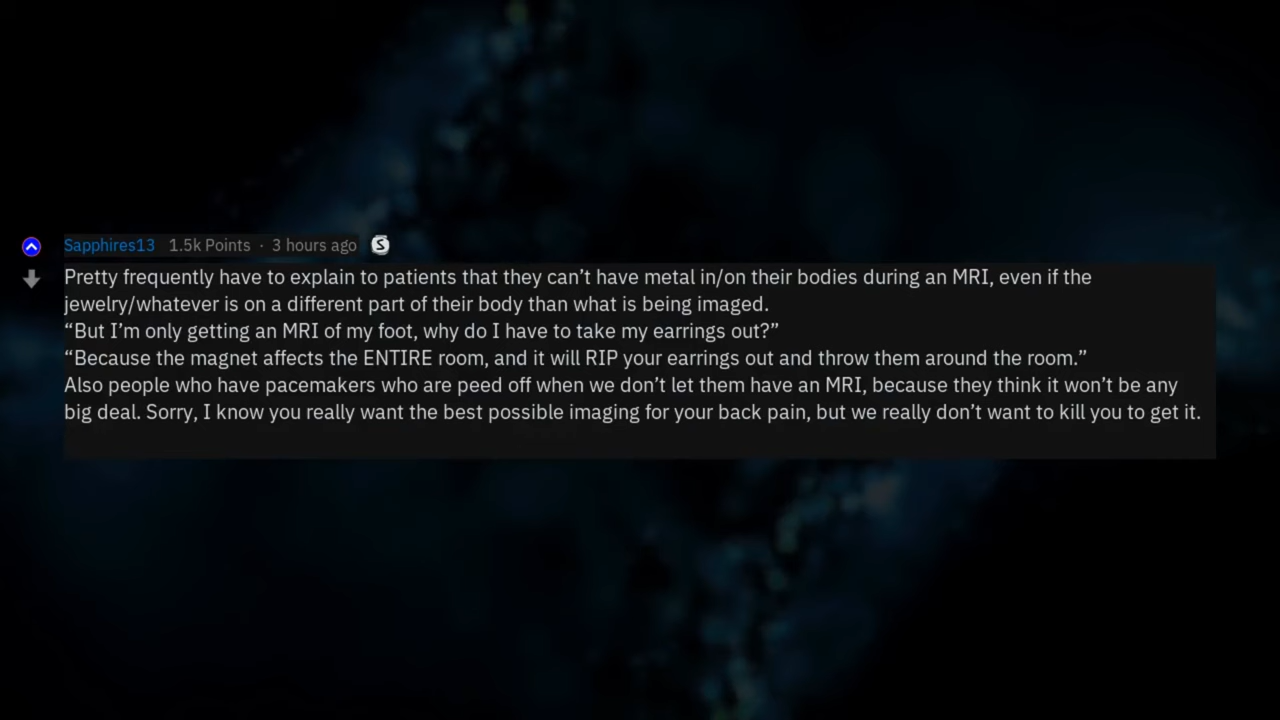 Sapphires13 1.5k Points · 3 hours ago
Pretty frequently have to explain to patients that they can’t have metal in/on their bodies during an MRI, even if the
jewelry/whatever is on a different part of their body than what is being imaged.
“But I’m only getting an MRI of my foot, why do I have to take my earrings out?”
“Because the magnet affects the ENTIRE room, and it will RIP your earrings out and throw them around the room.”
Also people who have pacemakers who are peed off when we don’t let them have an MRI, because they think it won’t be any
big deal. Sorry, I know you really want the best possible imaging for your back pain, but we really don’t want to kill you to get it.